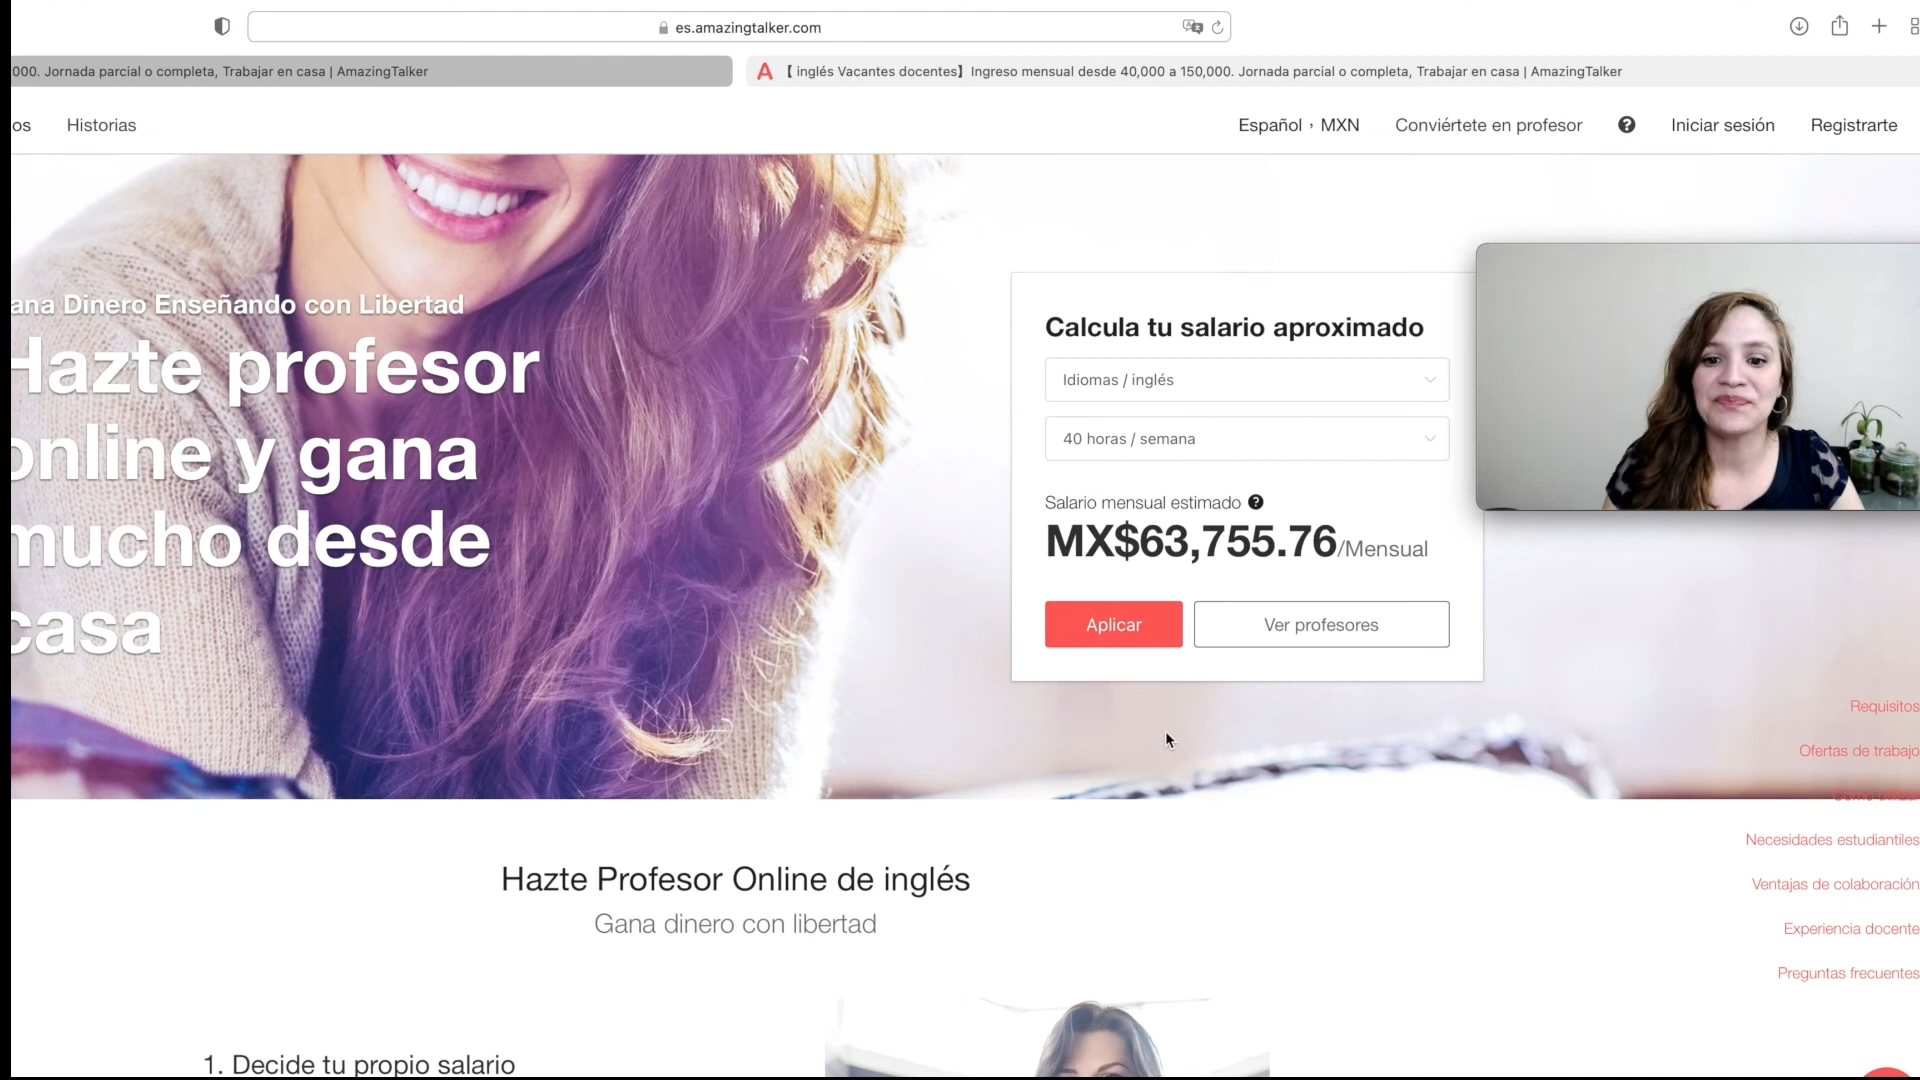 es.amazingtalker.com
000. Jornada parcial o completa, Trabajar en casa | AmazingTalker
【 inglés Vacantes docentes】 Ingreso mensual desde 40,000 a 150,000. Jornada parcial o completa, Trabajar en casa | AmazingTalker
os Historias Español , MXN Conviértete en profesor Iniciar sesión Registrarte
ana Dinero Enseñando con Libertad
Hazte profesor
online y gana
mucho desde
casa
Calcula tu salario aproximado
Idiomas / inglés
40 horas / semana
Salario mensual estimado
MX$63,755.76/Mensual
Aplicar Ver profesores
Requisitos
Ofertas de trabajo
Necesidades estudiantiles
Ventajas de colaboración
Experiencia docente
Preguntas frecuentes
Hazte Profesor Online de inglés
Gana dinero con libertad
1. Decide tu propio salario